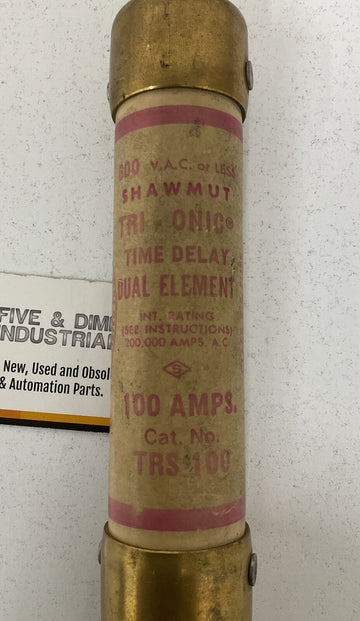 600 V.A.C. or LESS
SHAWMUT
TRI-ONIC®
TIME DELAY
DUAL ELEMENT
INT. RATING
(SEE INSTRUCTIONS)
200,000 AMPS. A.C.
S
100 AMPS.
Cat. No.
TRS 100
FIVE & DIME
INDUSTRIAL
New, Used and Obsol
& Automation Parts.